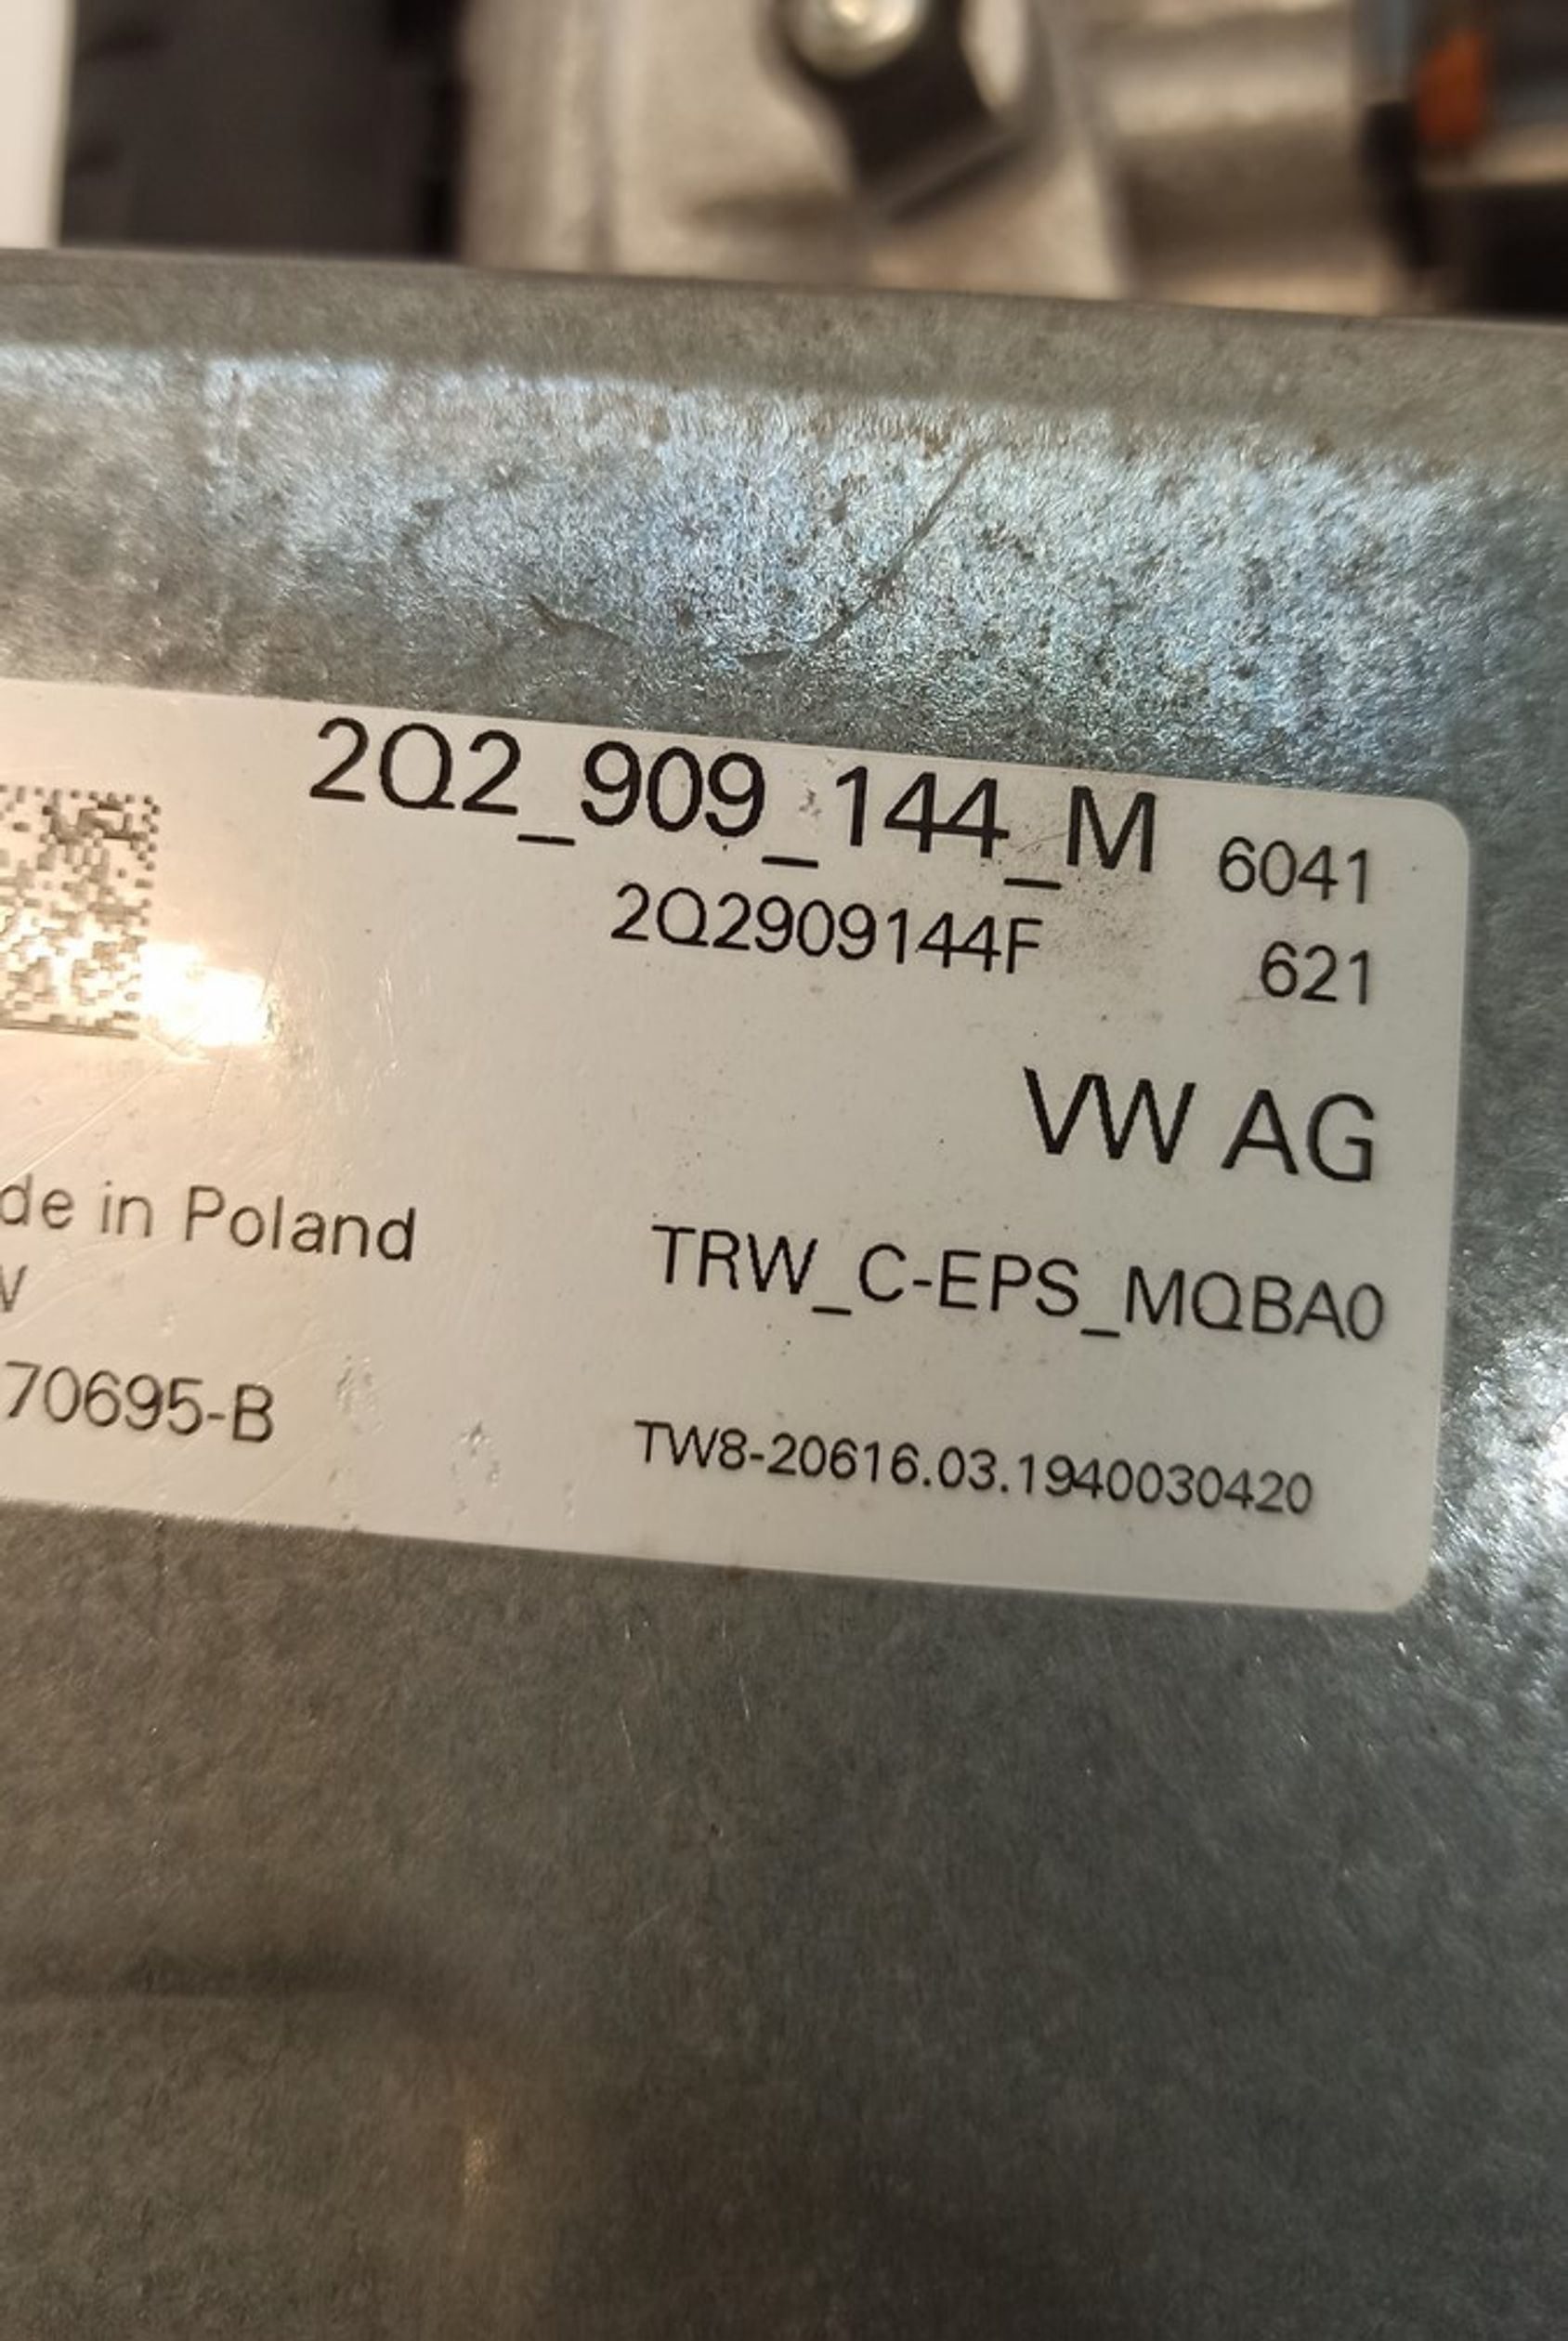 2Q2_909_144_M 6041
2Q2909144F 621
VW AG
de in Poland
TRW_C-EPS_MQBA0
70695-B
TW8-20616.03.1940030420